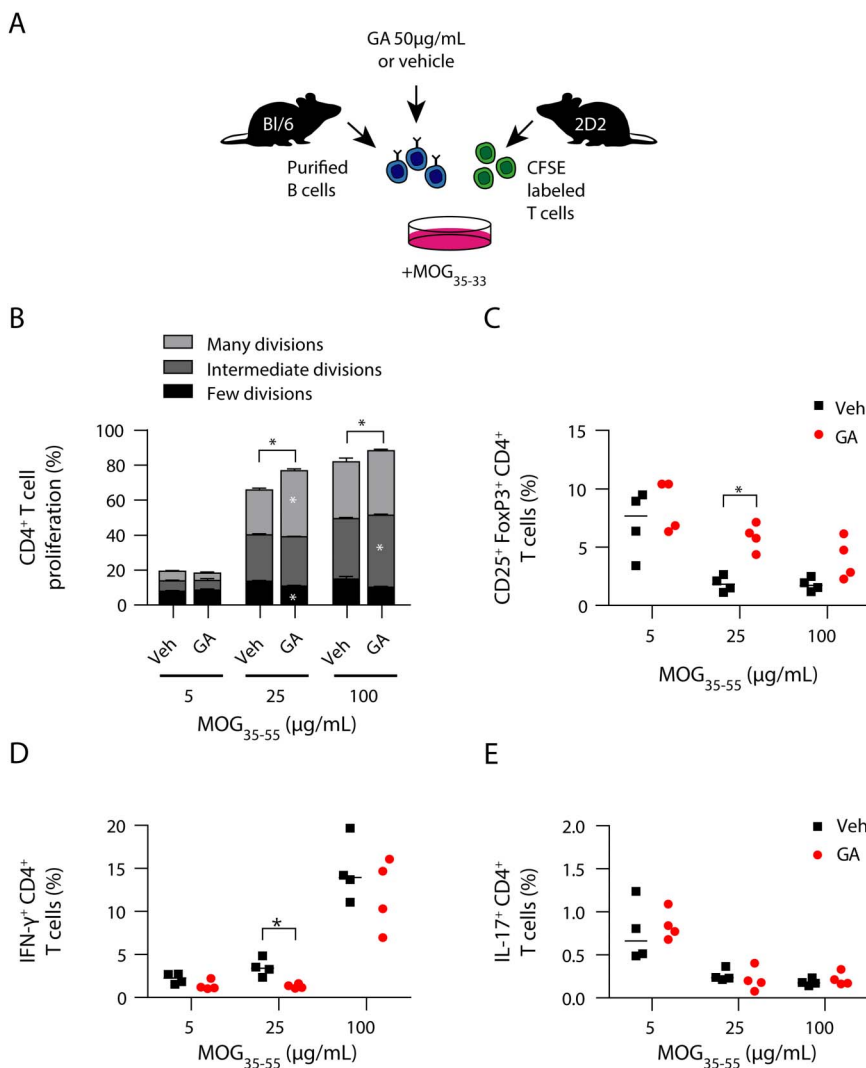 A
GA 50µg/mL
or vehicle
Bl/6
2D2
Purified
B cells
CFSE
labeled
T cells
+MOG35-33
B
Many divisions
Intermediate divisions
Few divisions
CD4+ T cell
proliferation (%)
100
80
60
40
20
0
*
*
*
*
*
Veh
GA
Veh
GA
Veh
GA
5
25
100
MOG35-55 (µg/mL)
C
Veh
GA
CD25+ FoxP3+ CD4+
T cells (%)
15
10
5
0
*
5
25
100
MOG35-55 (µg/mL)
D
IFN-γ+ CD4+
T cells (%)
20
15
10
5
0
*
5
25
100
MOG35-55 (µg/mL)
E
Veh
GA
IL-17+ CD4+
T cells (%)
2.0
1.5
1.0
0.5
0.0
5
25
100
MOG35-55 (µg/mL)